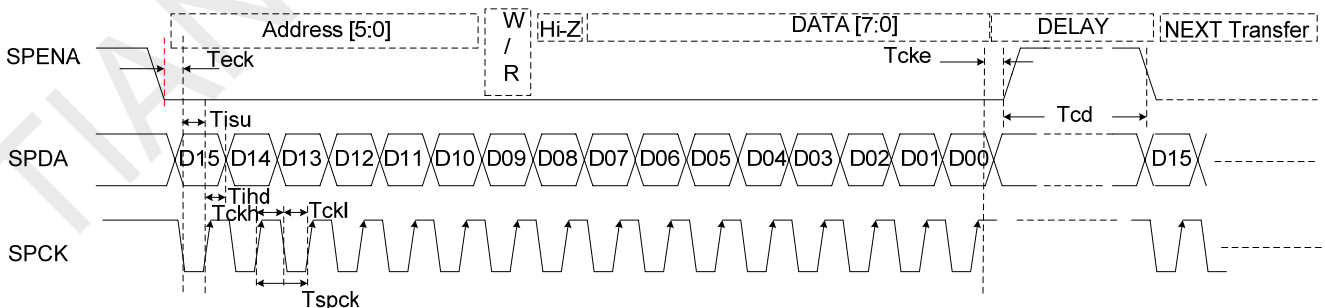 TIAN
Address [5:0]
W
/
R
Hi-Z
DATA [7:0]
DELAY
NEXT Transfer
SPENA
Teck
Tcke
Tisu
Tcd
SPDA
D15 D14 D13 D12 D11 D10 D09 D08 D07 D06 D05 D04 D03 D02 D01 D00 D15
Tihd
Tckh
Tckl
SPCK
Tspck